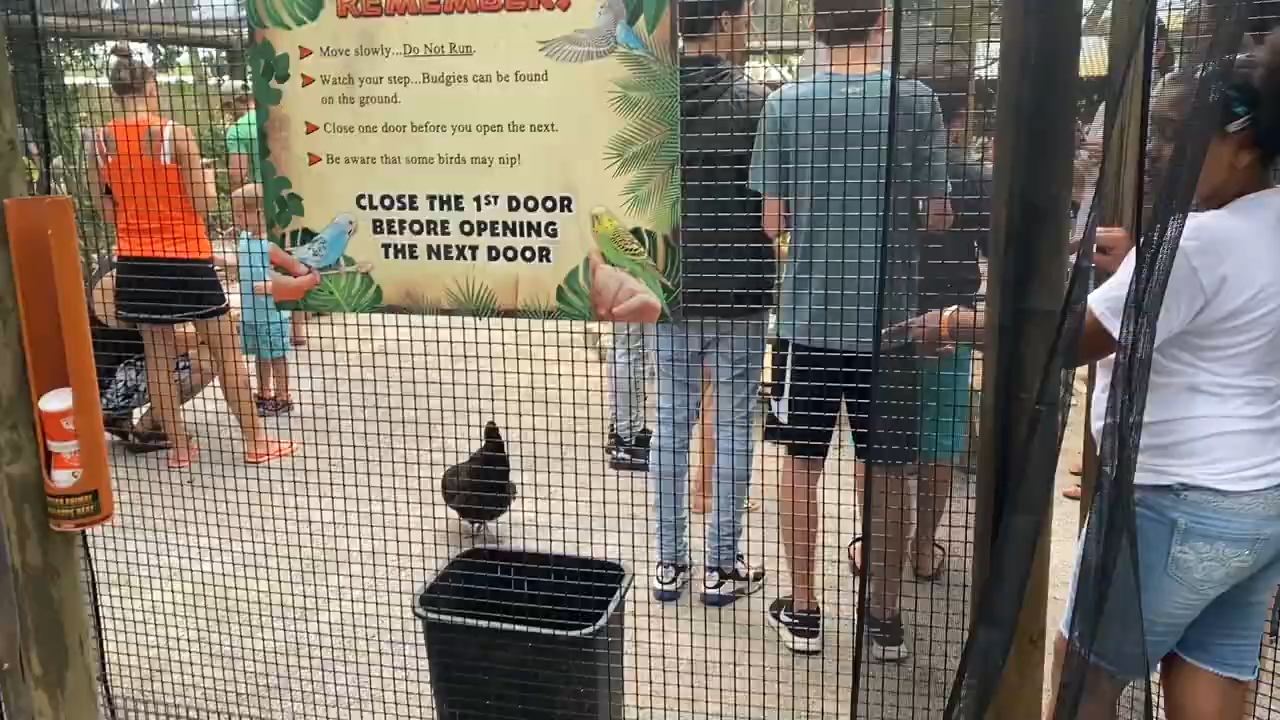 REMEMBER!
Move slowly...Do Not Run.
Watch your step...Budgies can be found
on the ground.
Close one door before you open the next.
Be aware that some birds may nip!
CLOSE THE 1ST DOOR
BEFORE OPENING
THE NEXT DOOR